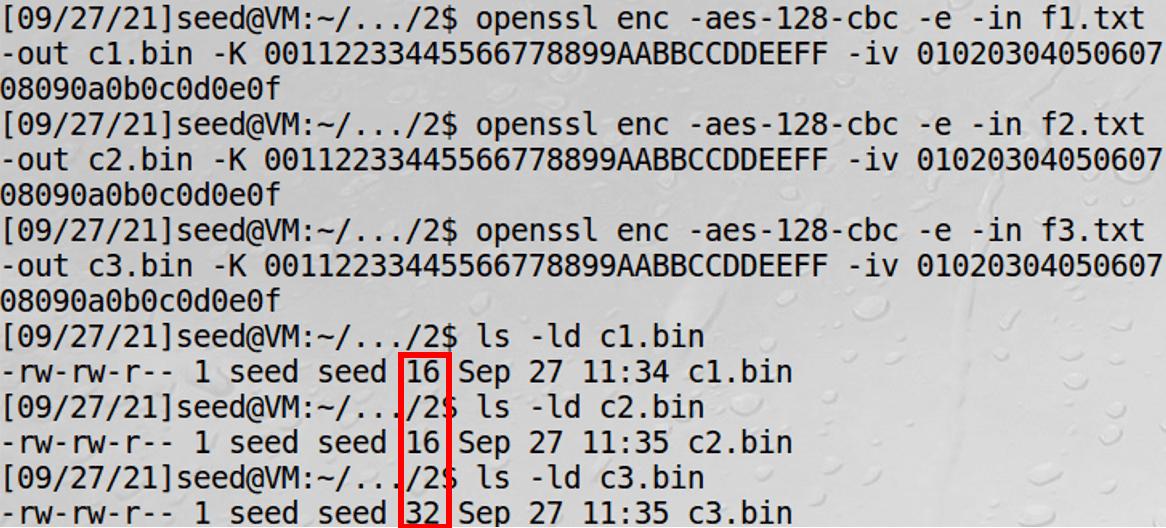 [09/27/21]seed@VM:~/.../2$ openssl enc -aes-128-cbc -e -in f1.txt
-out c1.bin -K 00112233445566778899AABBCCDDEEFF -iv 01020304050607
08090a0b0c0d0e0f
[09/27/21]seed@VM:~/.../2$ openssl enc -aes-128-cbc -e -in f2.txt
-out c2.bin -K 00112233445566778899AABBCCDDEEFF -iv 01020304050607
08090a0b0c0d0e0f
[09/27/21]seed@VM:~/.../2$ openssl enc -aes-128-cbc -e -in f3.txt
-out c3.bin -K 00112233445566778899AABBCCDDEEFF -iv 01020304050607
08090a0b0c0d0e0f
[09/27/21]seed@VM:~/.../2$ ls -ld c1.bin
-rw-rw-r-- 1 seed seed 16 Sep 27 11:34 c1.bin
[09/27/21]seed@VM:~/.../2$ ls -ld c2.bin
-rw-rw-r-- 1 seed seed 16 Sep 27 11:35 c2.bin
[09/27/21]seed@VM:~/.../2$ ls -ld c3.bin
-rw-rw-r-- 1 seed seed 32 Sep 27 11:35 c3.bin